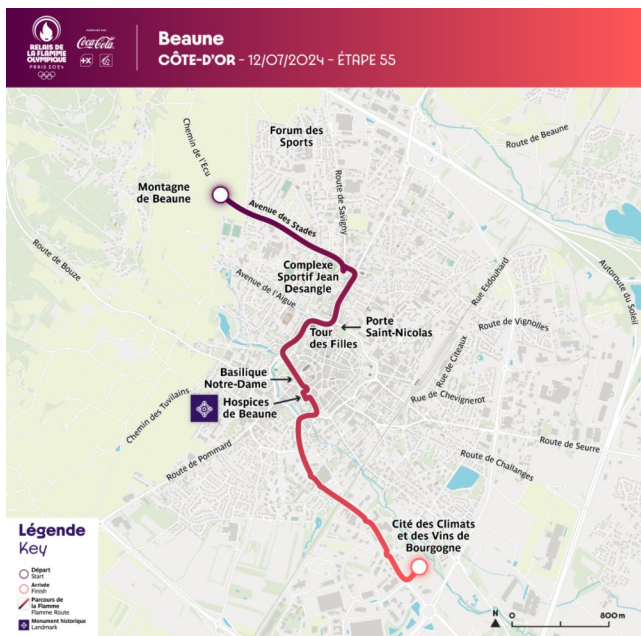 RELAIS DE
LA FLAMME
OLYMPIQUE
PARIS 2024
Coca-Cola
Beaune
CÔTE-D'OR - 12/07/2024 - ÉTAPE 55
Chemin de l'Ecu
Forum des
Sports
Route de Beaune
Montagne
de Beaune
Route de Savigny
Avenue des Stades
Route de Bouze
Complexe
Sportif Jean
Desangle
Avenue de l'Aigue
Autoroute du Soleil
Rue Esdouhard
Porte
Saint-Nicolas
Tour
des Filles
Route de Vignolles
Rue de Citeaux
Basilique
Notre-Dame
Hospices
de Beaune
Chemin des Tuvilains
Rue de Chevignerot
Route de Pommard
Route de Seurre
Route de Challanges
Cité des Climats
et des Vins de
Bourgogne
Légende
Key
Départ
Start
Arrivée
Finish
Parcours de
la Flamme
Flamme Route
Monument historique
Landmark
N
0
800 m